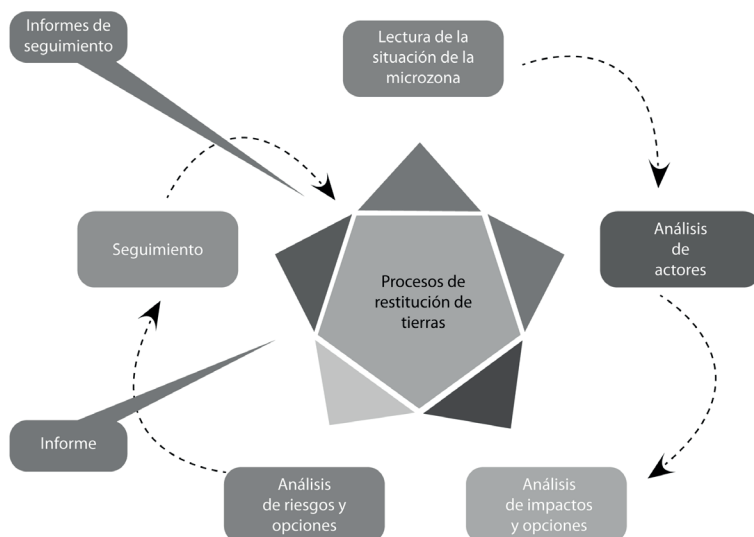 Informes de
seguimiento
Lectura de la
situación de la
microzona
Seguimiento
Análisis
de
actores
Procesos de
restitución de
tierras
Informe
Análisis
de riesgos y
opciones
Análisis
de impactos
y opciones